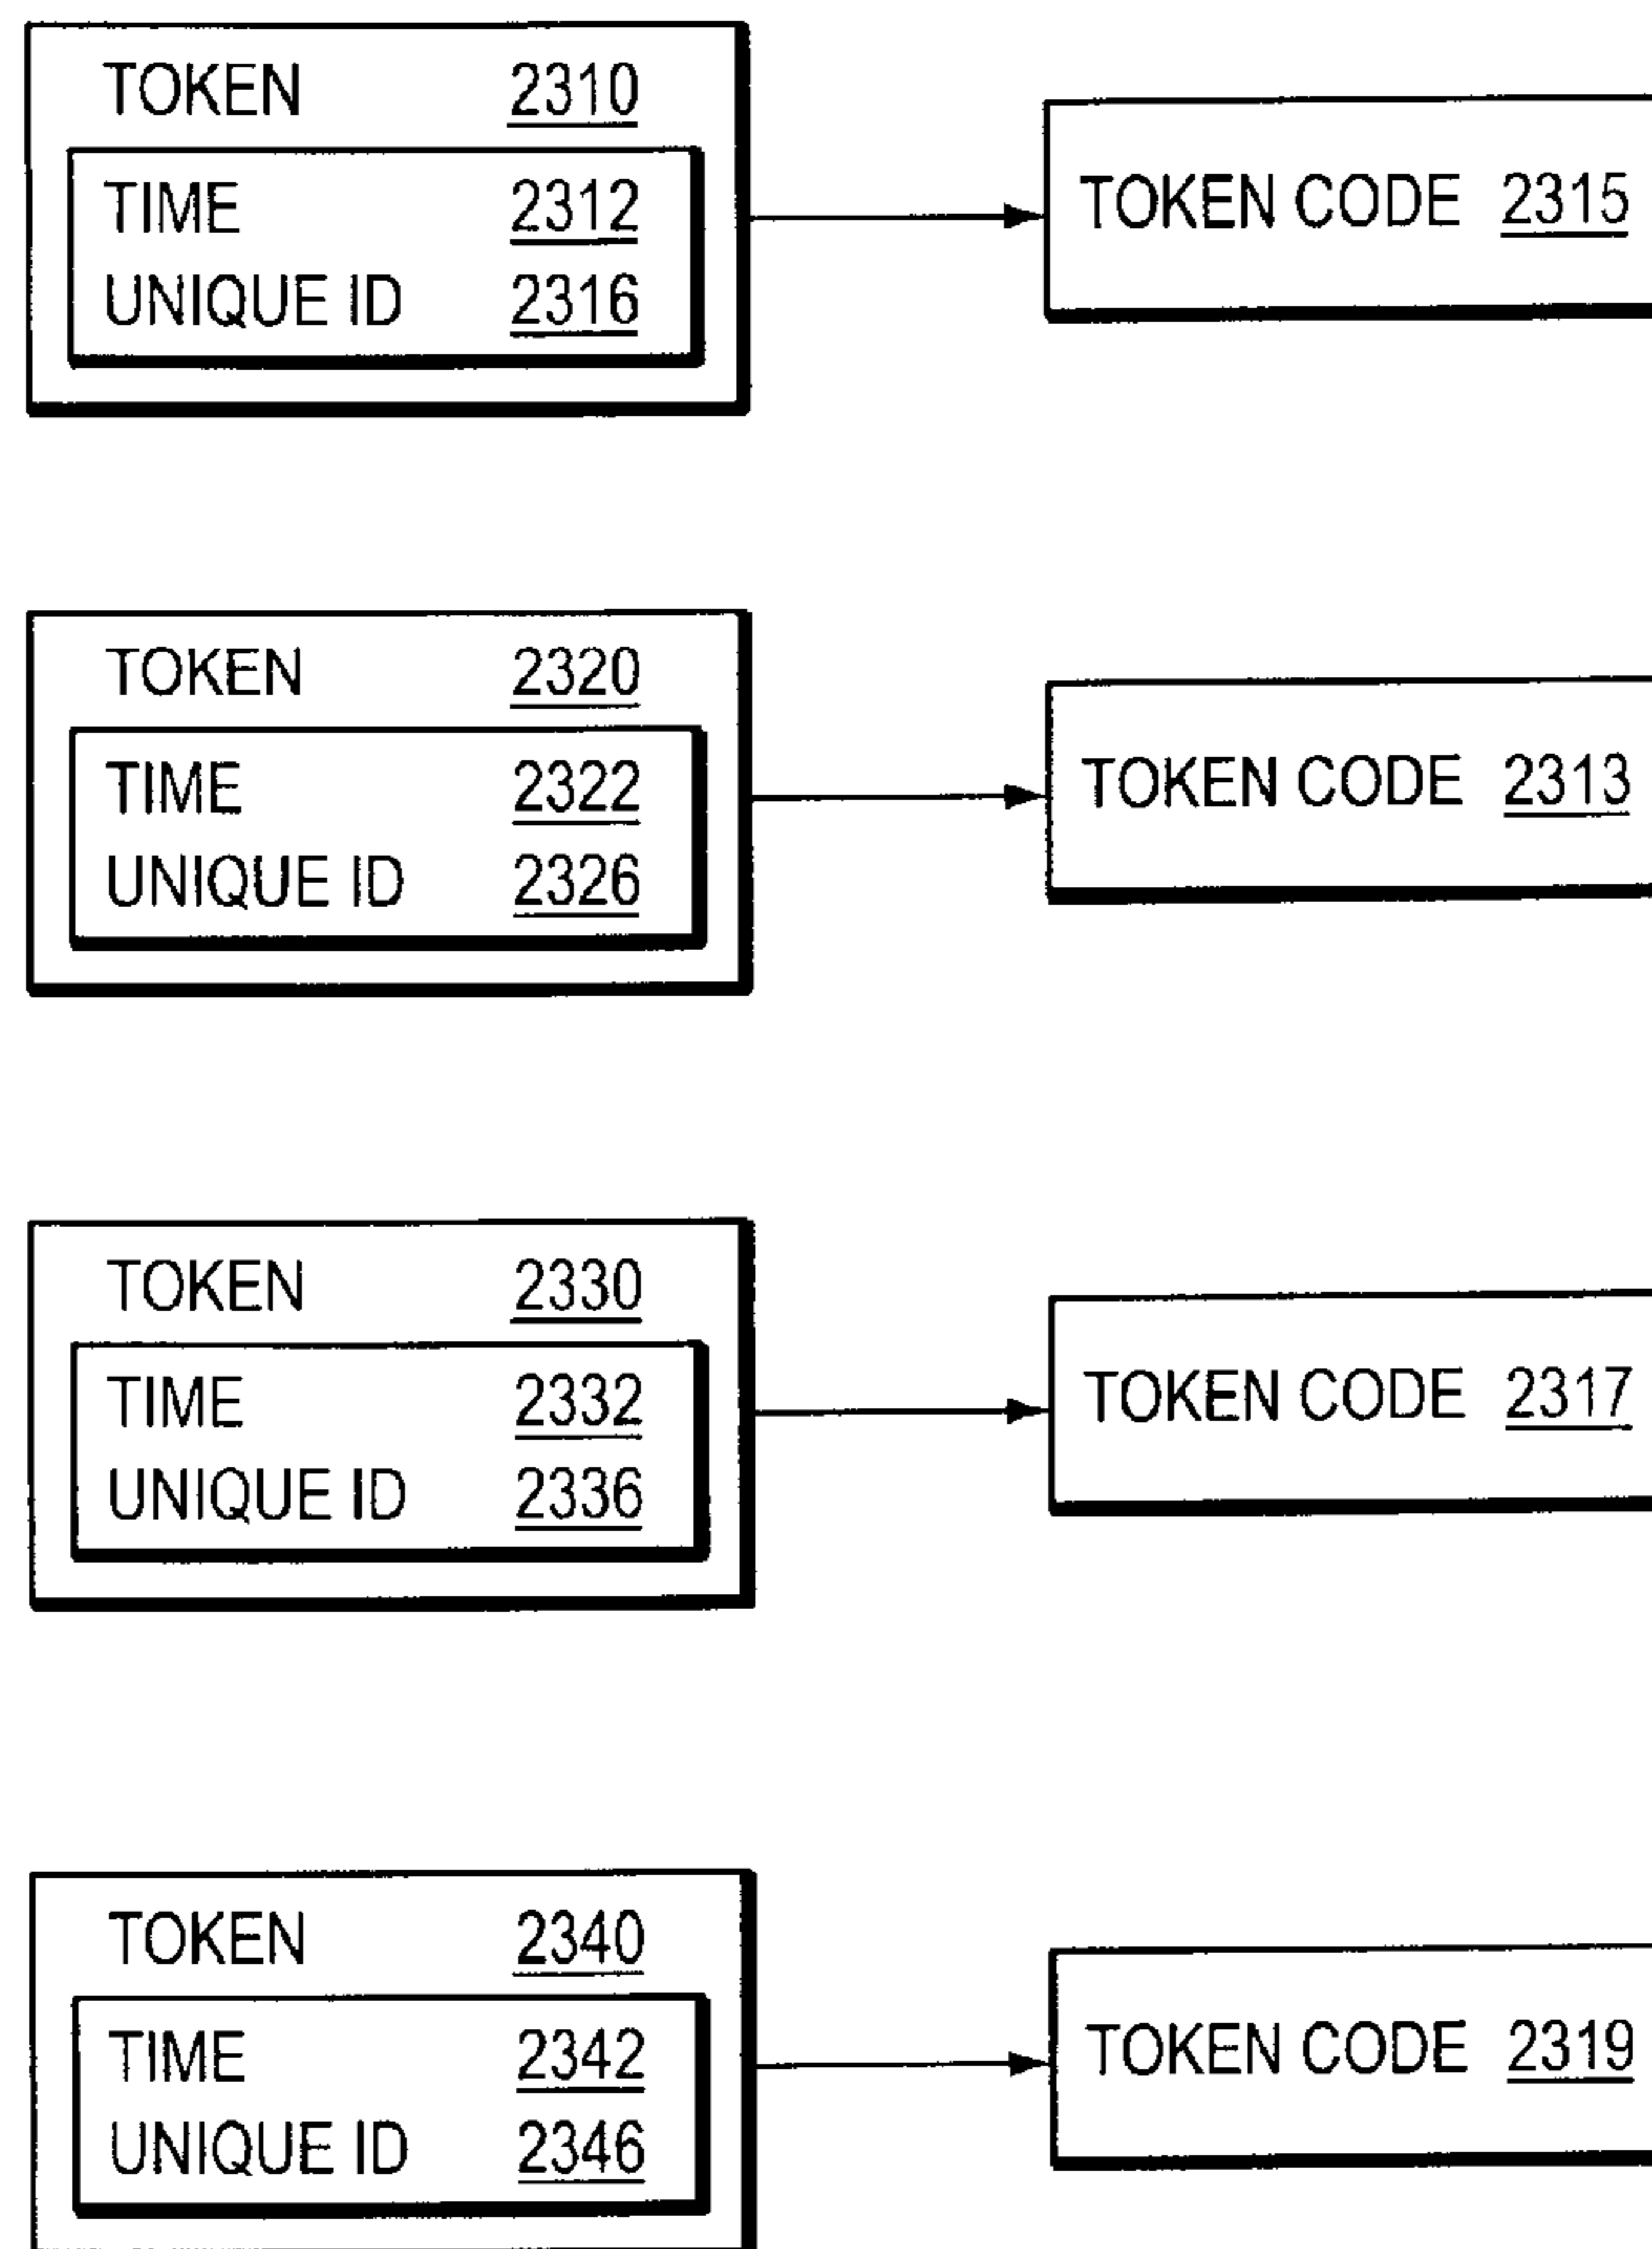 TOKEN 2310
TIME 2312
UNIQUE ID 2316
TOKEN CODE 2315
TOKEN 2320
TIME 2322
UNIQUE ID 2326
TOKEN CODE 2313
TOKEN 2330
TIME 2332
UNIQUE ID 2336
TOKEN CODE 2317
TOKEN 2340
TIME 2342
UNIQUE ID 2346
TOKEN CODE 2319